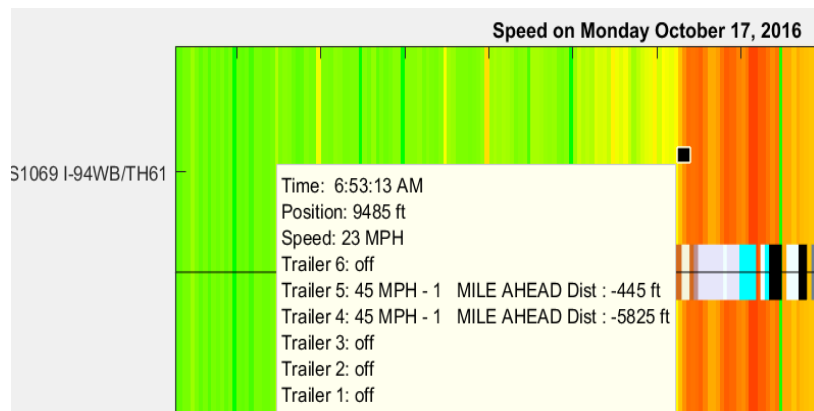 Speed on Monday October 17, 2016
S1069 I-94WB/TH61
Time: 6:53:13 AM
Position: 9485 ft
Speed: 23 MPH
Trailer 6: off
Trailer 5: 45 MPH - 1 MILE AHEAD Dist : -445 ft
Trailer 4: 45 MPH - 1 MILE AHEAD Dist : -5825 ft
Trailer 3: off
Trailer 2: off
Trailer 1: off